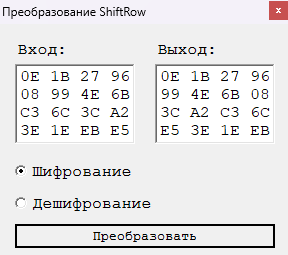 Преобразование ShiftRow
x
Вход: Выход:
0E 1B 27 96 0E 1B 27 96
08 99 4E 6B 99 4E 6B 08
C3 6C 3C A2 3C A2 C3 6C
3E 1E EB E5 E5 3E 1E EB
Шифрование
Дешифрование
Преобразовать